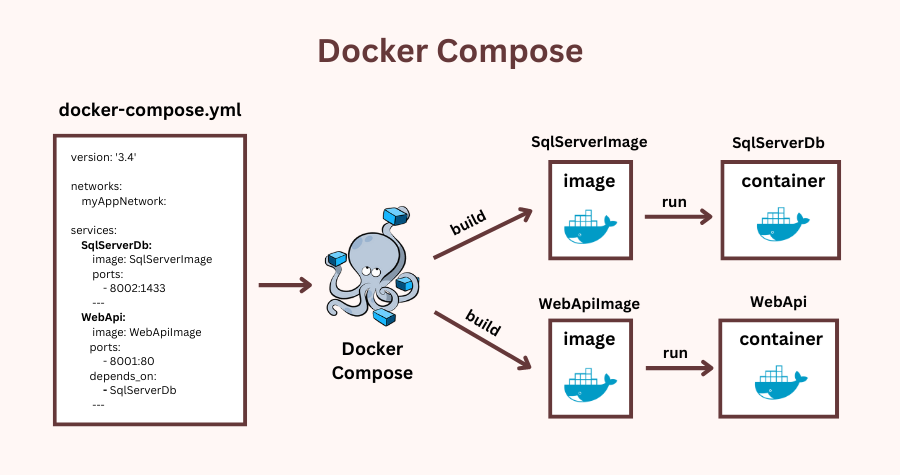 Docker Compose
docker-compose.yml
version: '3.4'
networks:
myAppNetwork:
services:
SqlServerDb:
image: SqlServerImage
ports:
- 8002:1433
---
WebApi:
image: WebApiImage
ports:
- 8001:80
depends_on:
- SqlServerDb
---
Docker
Compose
build
build
SqlServerImage
image
run
SqlServerDb
container
WebApiImage
image
run
WebApi
container